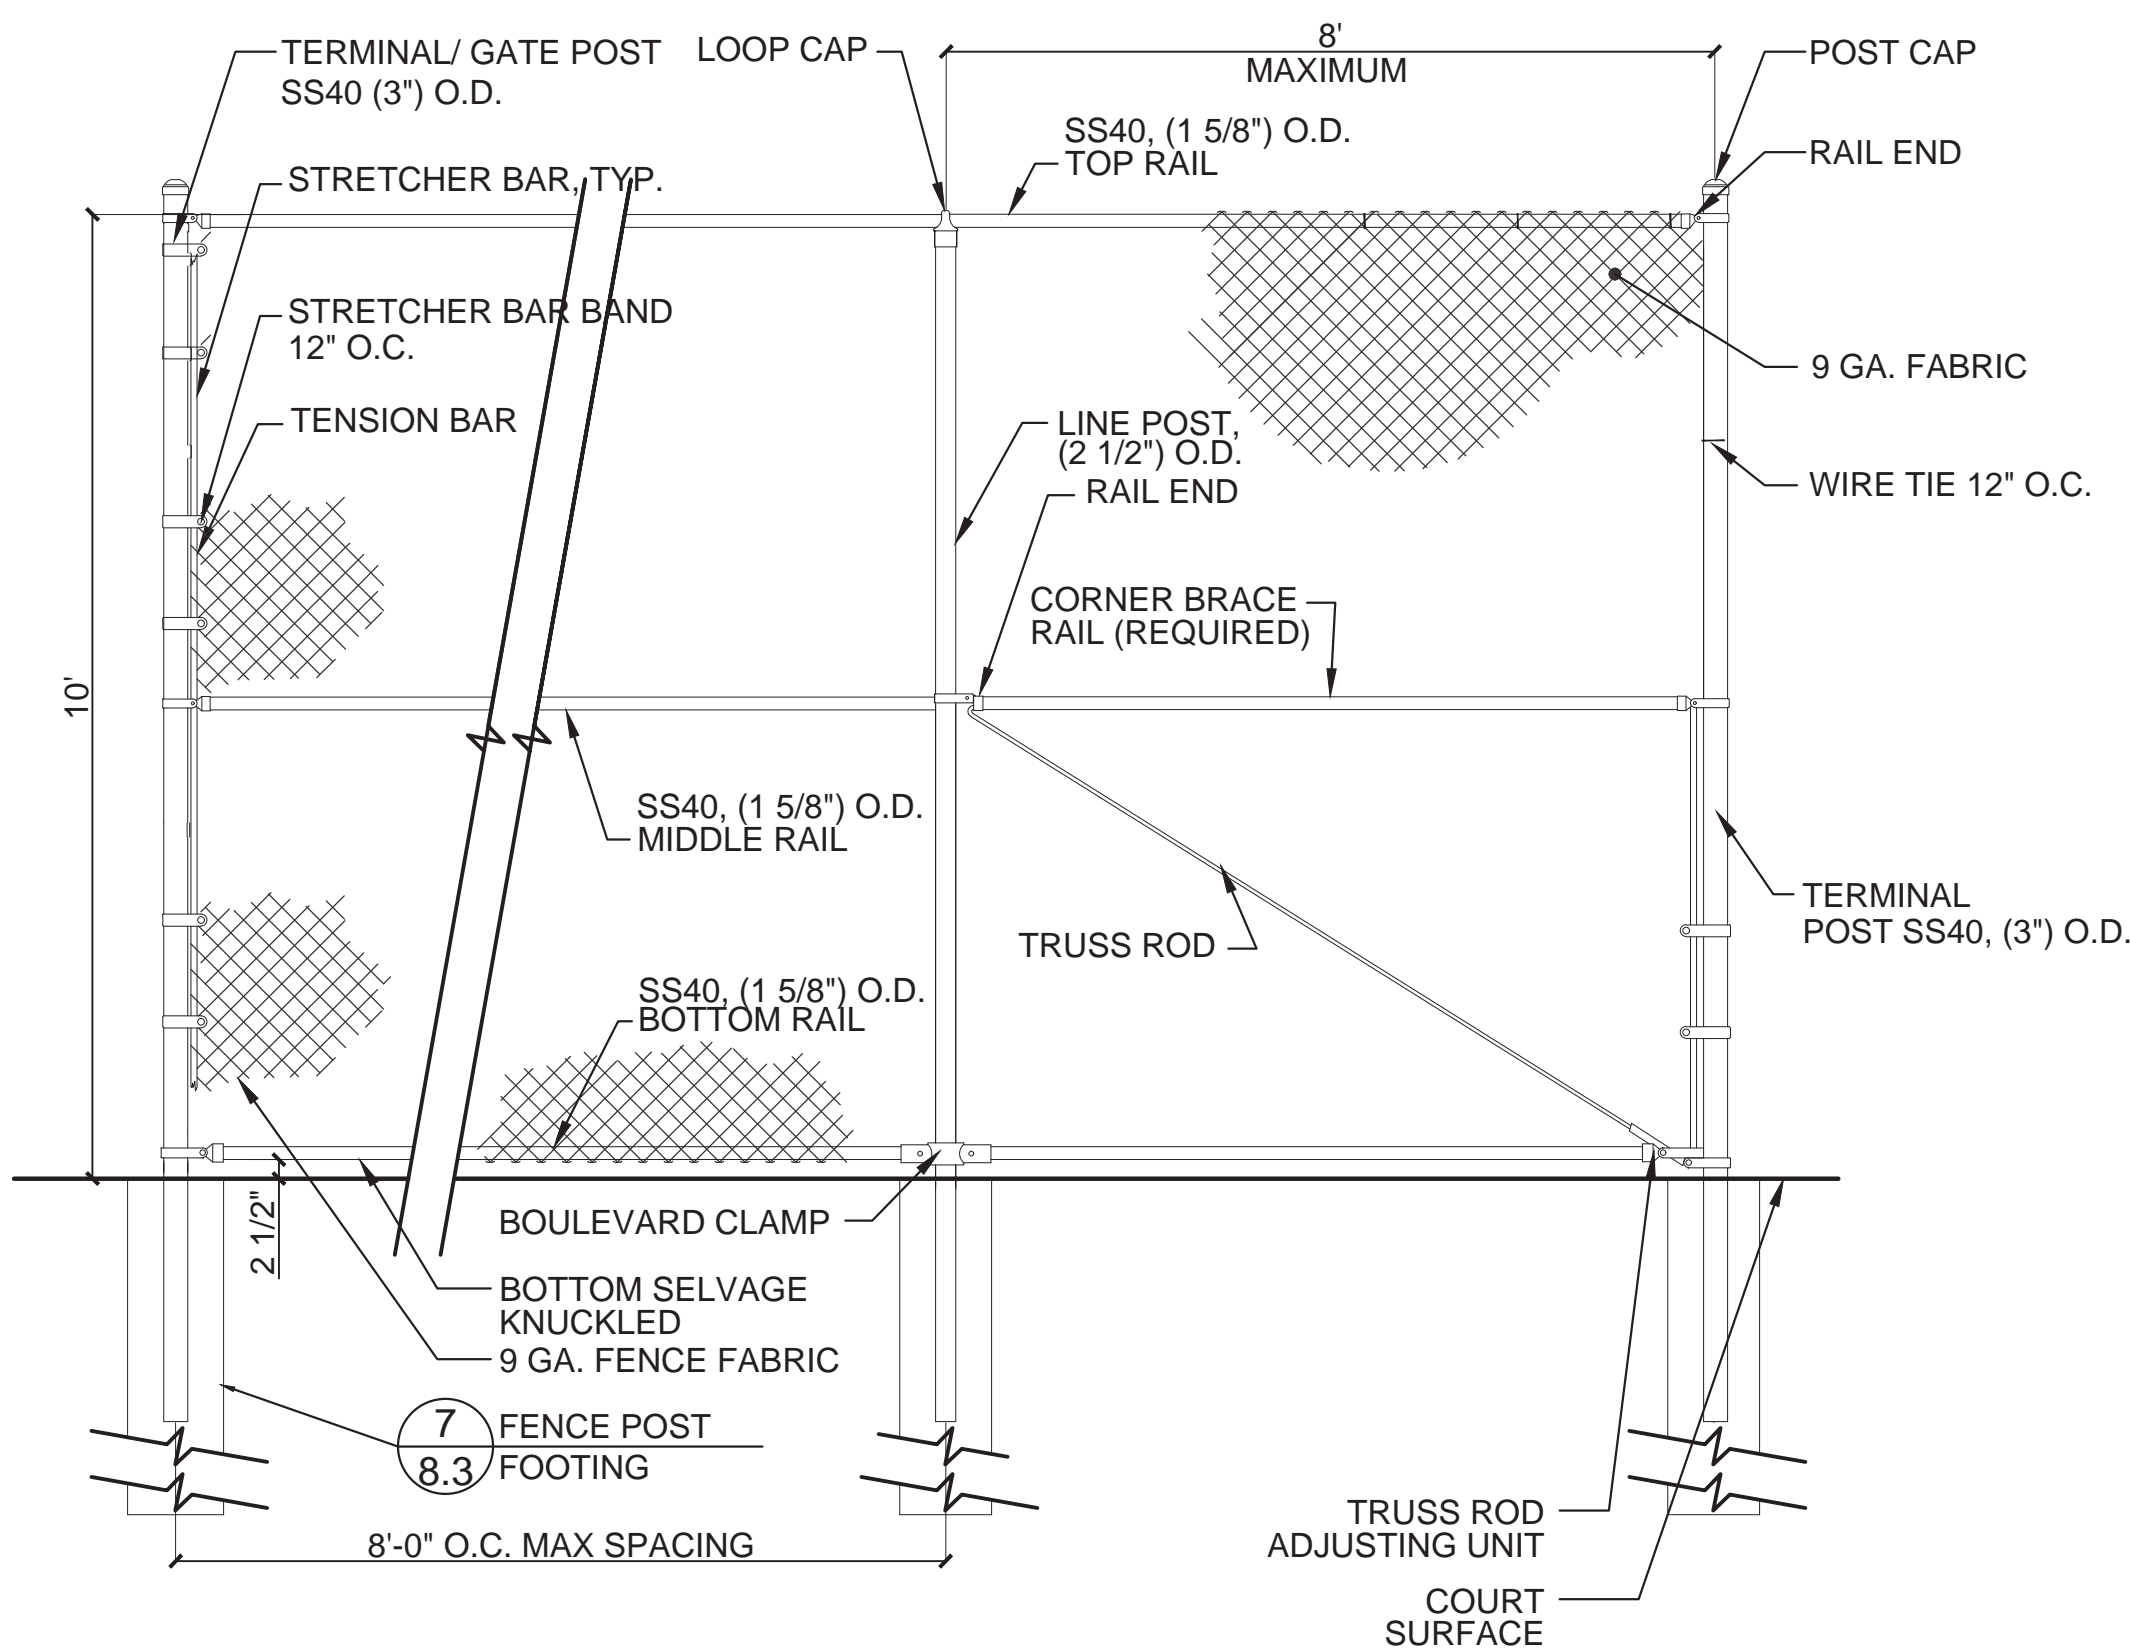 TERMINAL/ GATE POST
SS40 (3") O.D.
LOOP CAP
8'
MAXIMUM
POST CAP
SS40, (1 5/8") O.D.
TOP RAIL
RAIL END
STRETCHER BAR, TYP.
STRETCHER BAR BAND
12" O.C.
9 GA. FABRIC
TENSION BAR
LINE POST,
(2 1/2") O.D.
RAIL END
WIRE TIE 12" O.C.
CORNER BRACE
RAIL (REQUIRED)
10'
SS40, (1 5/8") O.D.
MIDDLE RAIL
TERMINAL
POST SS40, (3") O.D.
TRUSS ROD
SS40, (1 5/8") O.D.
BOTTOM RAIL
2 1/2"
BOULEVARD CLAMP
BOTTOM SELVAGE
KNUCKLED
9 GA. FENCE FABRIC
7
8.3
FENCE POST
FOOTING
8'-0" O.C. MAX SPACING
TRUSS ROD
ADJUSTING UNIT
COURT
SURFACE